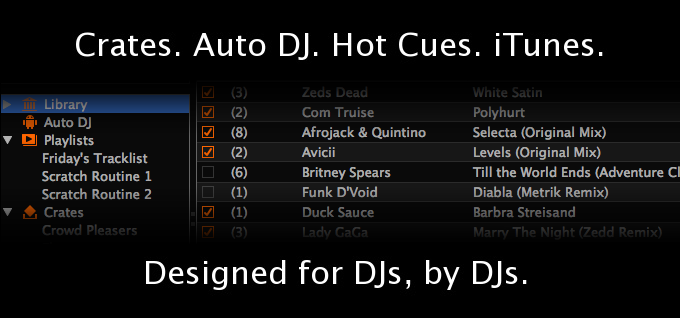 Crates. Auto DJ. Hot Cues. iTunes.
Library
Auto DJ
Playlists
Friday's Tracklist
Scratch Routine 1
Scratch Routine 2
Crates
Crowd Pleasers
(3) Zeds Dead White Satin
(2) Com Truise Polyhurt
(8) Afrojack & Quintino Selecta (Original Mix)
(2) Avicii Levels (Original Mix)
(6) Britney Spears Till the World Ends (Adventure Cl
(1) Funk D'Void Diabla (Metrik Remix)
(1) Duck Sauce Barbra Streisand
(3) Lady GaGa Marry The Night (Zedd Remix)
Designed for DJs, by DJs.